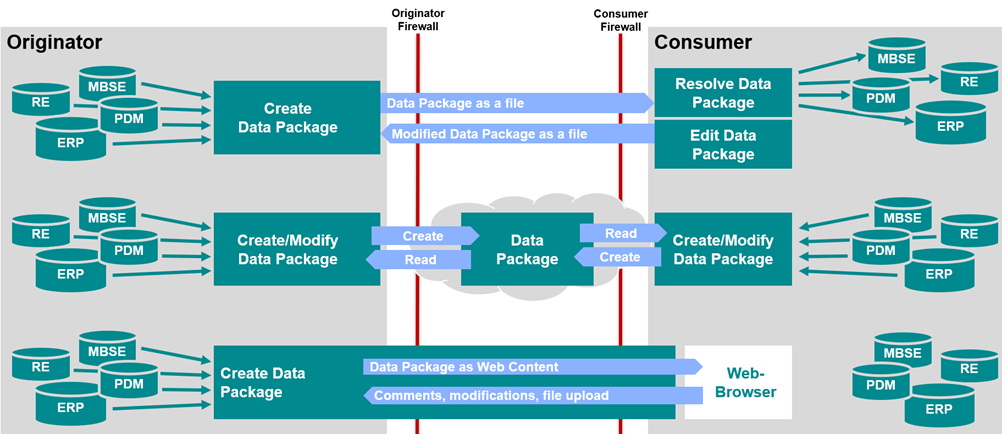 Originator
Firewall
Consumer
Firewall
Originator
Consumer
MBSE
RE
PDM
ERP
Create
Data Package
Data Package as a file
Modified Data Package as a file
Resolve Data
Package
Edit Data
Package
MBSE
RE
PDM
ERP
MBSE
RE
PDM
ERP
Create/Modify
Data Package
Create
Read
Data
Package
Read
Create
Create/Modify
Data Package
MBSE
RE
PDM
ERP
MBSE
RE
PDM
ERP
Create Data
Package
Data Package as Web Content
Comments, modifications, file upload
Web-
Browser
MBSE
RE
PDM
ERP